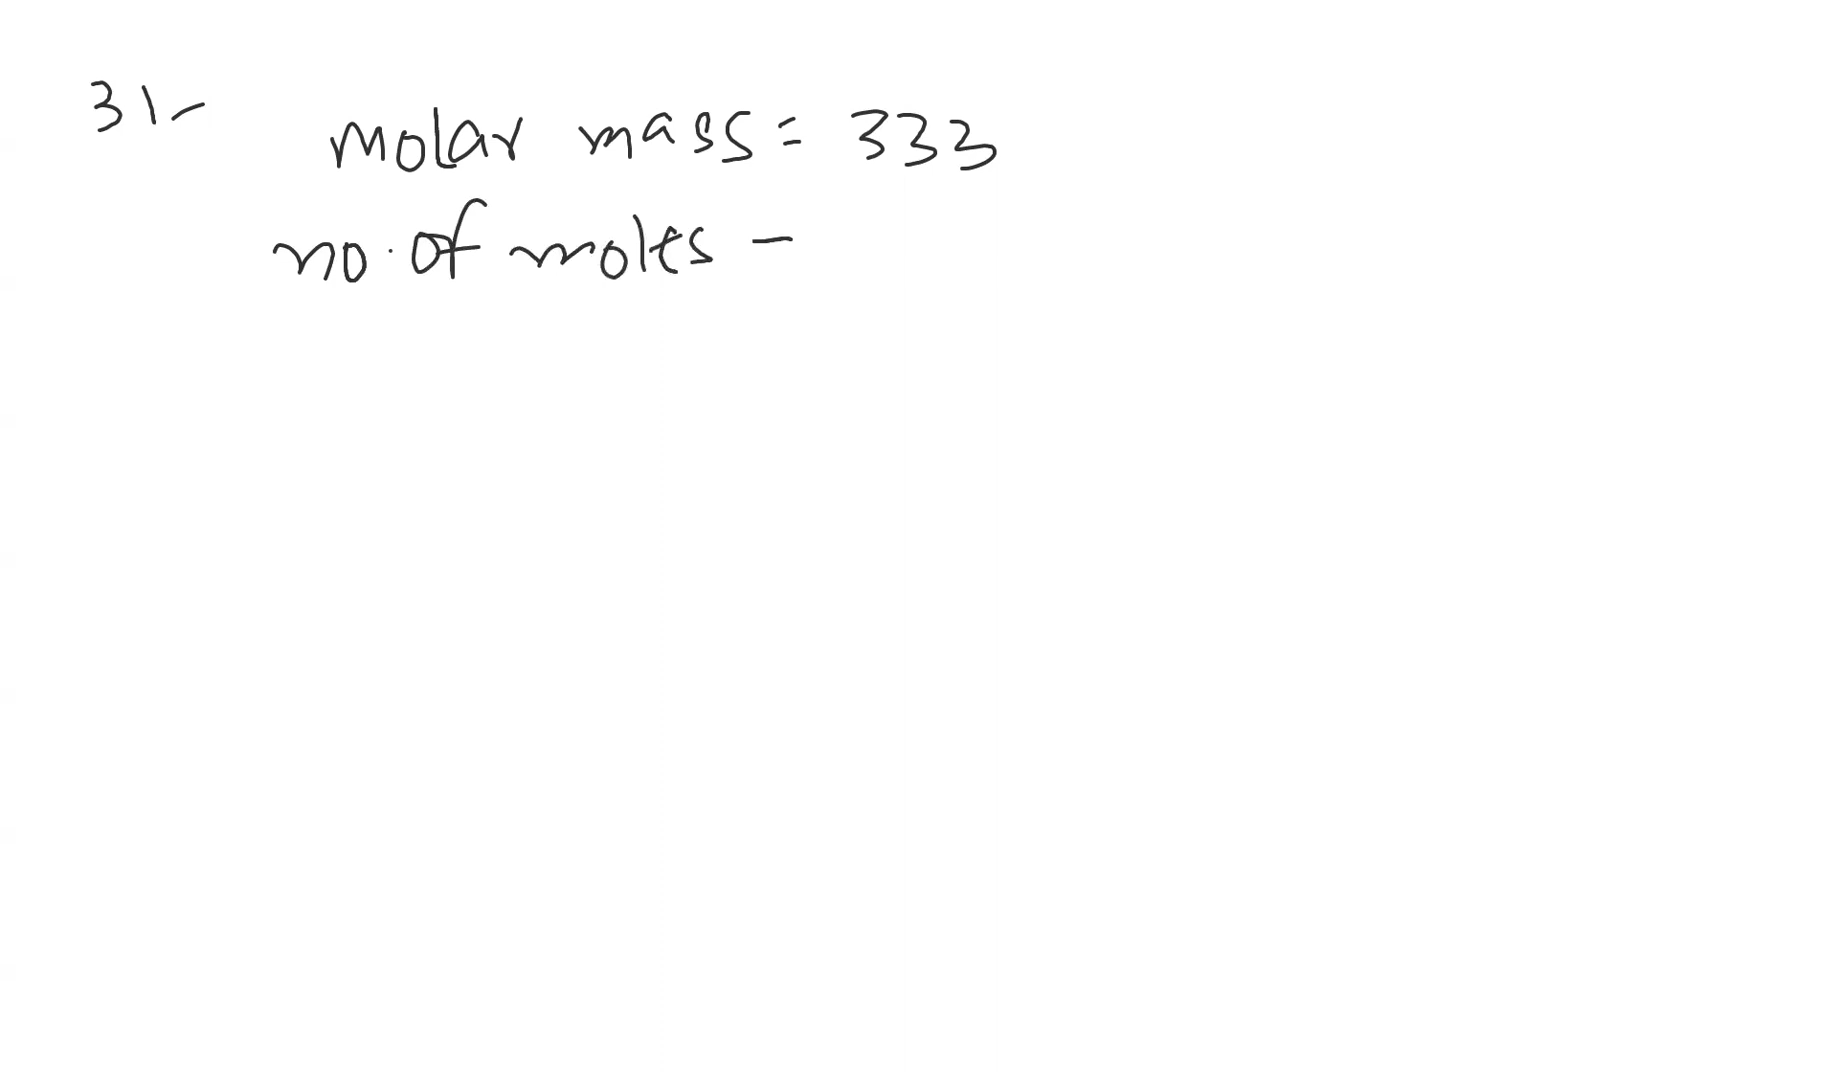 31-
molar mass = 333
no. of moles -